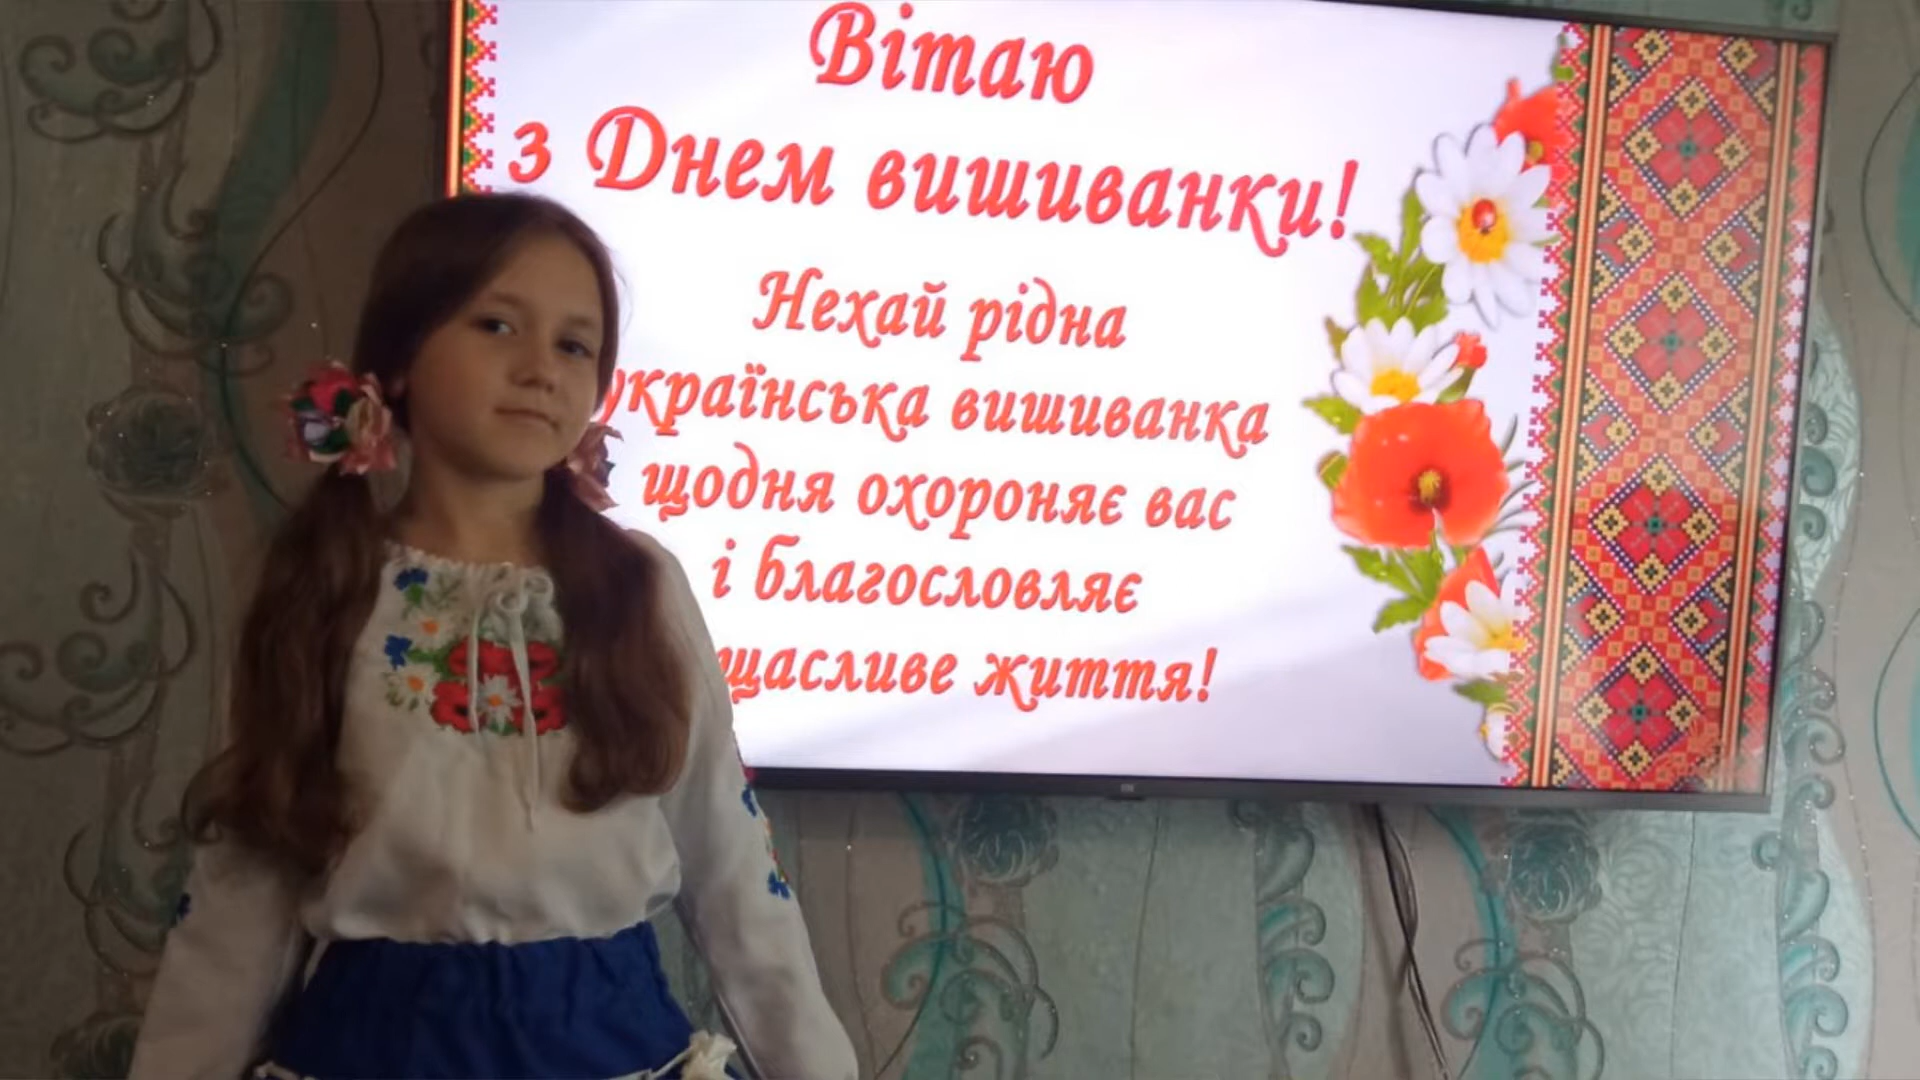 Вітаю
з Днем вишиванки!
Нехай рідна
українська вишиванка
щодня охороняє вас
і благословляє
щасливе життя!